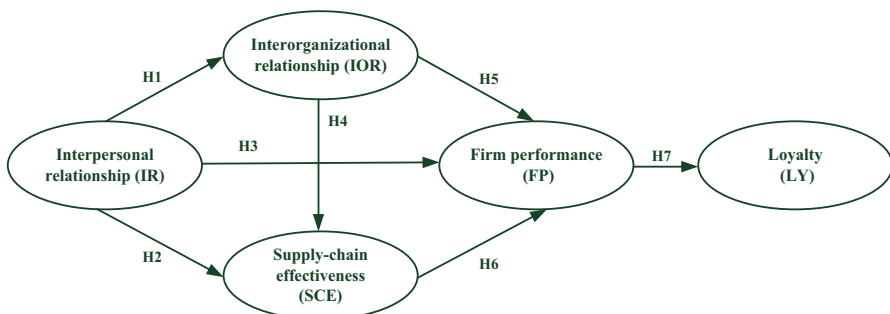 Interorganizational
relationship (IOR)
H1
H5
H4
Interpersonal
relationship (IR)
H3
Firm performance
(FP)
H7
Loyalty
(LY)
H2
Supply-chain
effectiveness
(SCE)
H6